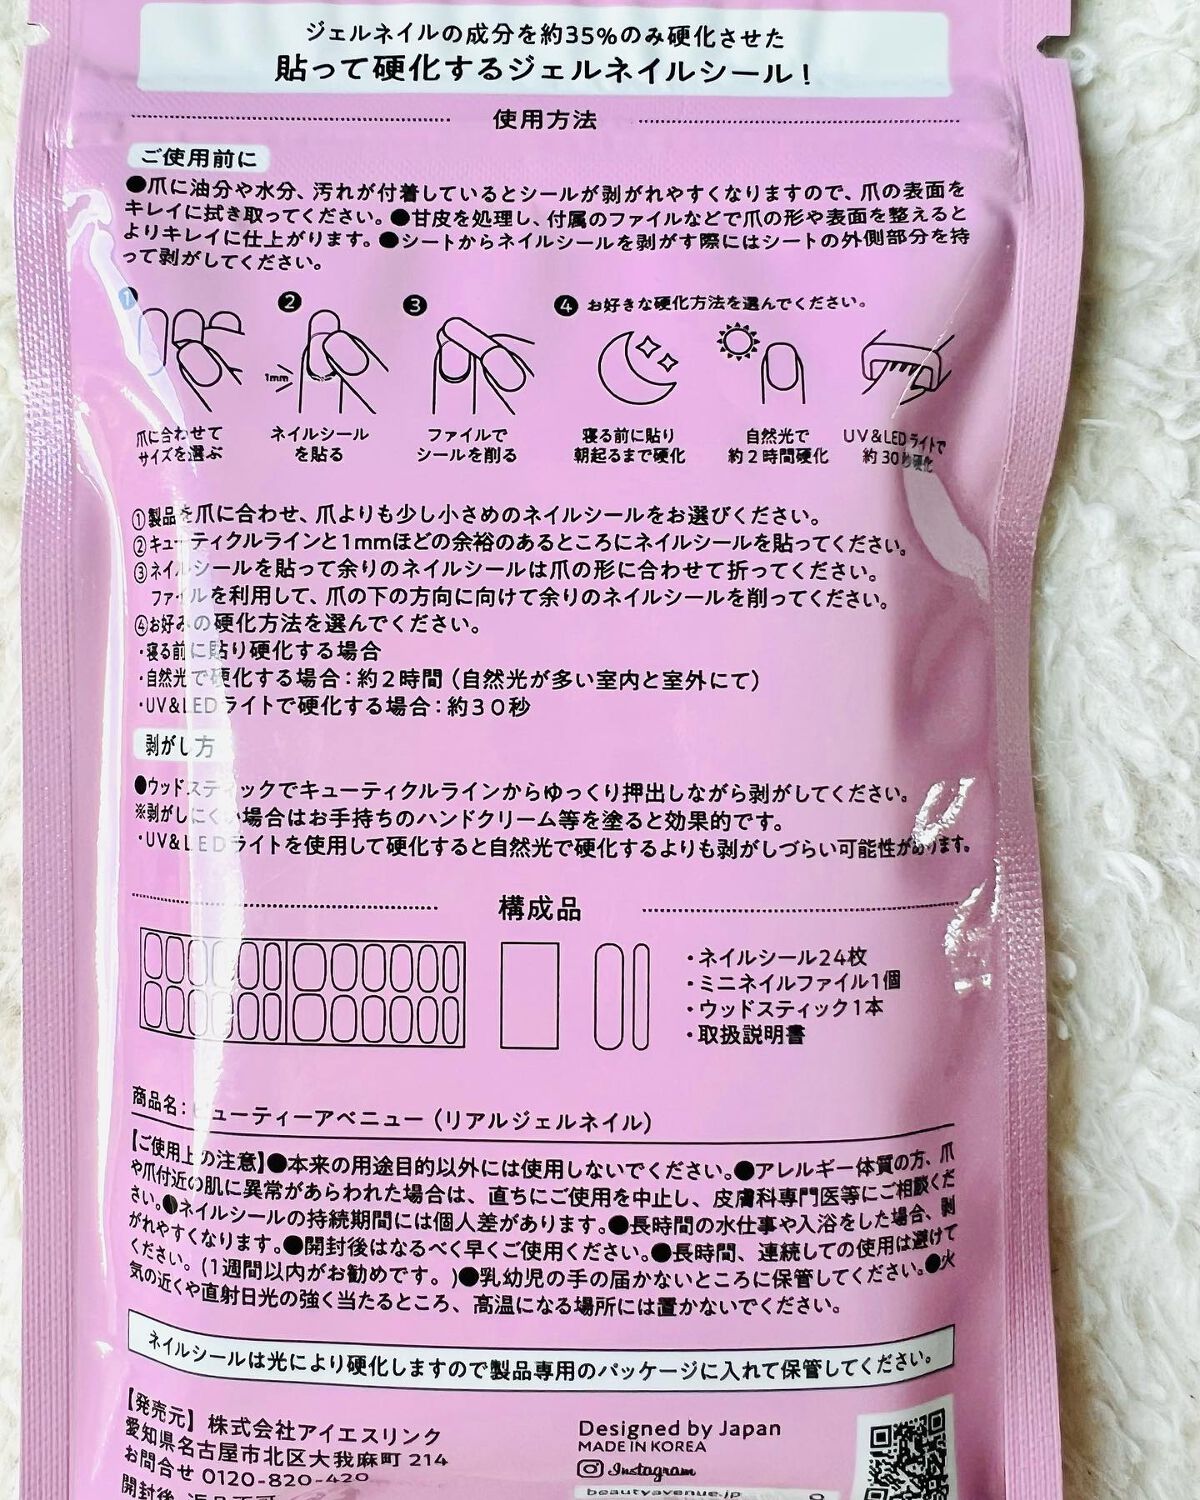 ジェルネイルの成分を約35%のみ硬化させた
貼って硬化するジェルネイルシール!
使用方法
ご使用前に
●爪に油分や水分、汚れが付着しているとシールが剥がれやすくなりますので、爪の表面を
キレイに拭き取ってください。●甘皮を処理し、付属のファイルなどで爪の形や表面を整えると
よりキレイに仕上がります。●シートからネイルシールを剥がす際にはシートの外側部分を持
って剥がしてください。
1
2
3
4 お好きな硬化方法を選んでください。
1mm
爪に合わせて
サイズを選ぶ
ネイルシール
を貼る
ファイルで
シールを削る
寝る前に貼り
朝起るまで硬化
自然光で
約2時間硬化
UV&LEDライトで
約30秒硬化
①製品を爪に合わせ、爪よりも少し小さめのネイルシールをお選びください。
②キューティクルラインと1mmほどの余裕のあるところにネイルシールを貼ってください。
③ネイルシールを貼って余りのネイルシールは爪の形に合わせて折ってください。
ファイルを利用して、爪の下の方向に向けて余りのネイルシールを削ってください。
④お好みの硬化方法を選んでください。
・寝る前に貼り硬化する場合
・自然光で硬化する場合:約2時間(自然光が多い室内と室外にて)
・UV&LEDライトで硬化する場合:約30秒
剥がし方
●ウッドスティックでキューティクルラインからゆっくり押出しながら剥がしてください。
※剥がしにくい場合はお手持ちのハンドクリーム等を塗ると効果的です。
・UV&LEDライトを使用して硬化すると自然光で硬化するよりも剥がしづらい可能性があります。
構成品
・ネイルシール24枚
・ミニネイルファイル1個
・ウッドスティック1本
・取扱説明書
商品名:ビューティーアベニュー(リアルジェルネイル)
【ご使用上の注意】●本来の用途目的以外には使用しないでください。●アレルギー体質の方、爪
や爪付近の肌に異常があらわれた場合は、直ちにご使用を中止し、皮膚科専門医等にご相談くだ
さい。●ネイルシールの持続期間には個人差があります。●長時間の水仕事や入浴をした場合、剥
がれやすくなります。●開封後はなるべく早くご使用ください。●長時間、連続しての使用は避けて
ください。(1週間以内がお勧めです。)●乳幼児の手の届かないところに保管してください。●火
気の近くや直射日光の強く当たるところ、高温になる場所には置かないでください。
ネイルシールは光により硬化しますので製品専用のパッケージに入れて保管してください。
【発売元】株式会社アイエスリンク
愛知県名古屋市北区大我麻町214
お問合せ 0120-820-420
開封後
Designed by Japan
MADE IN KOREA
Instagram
beautyavenue.jp